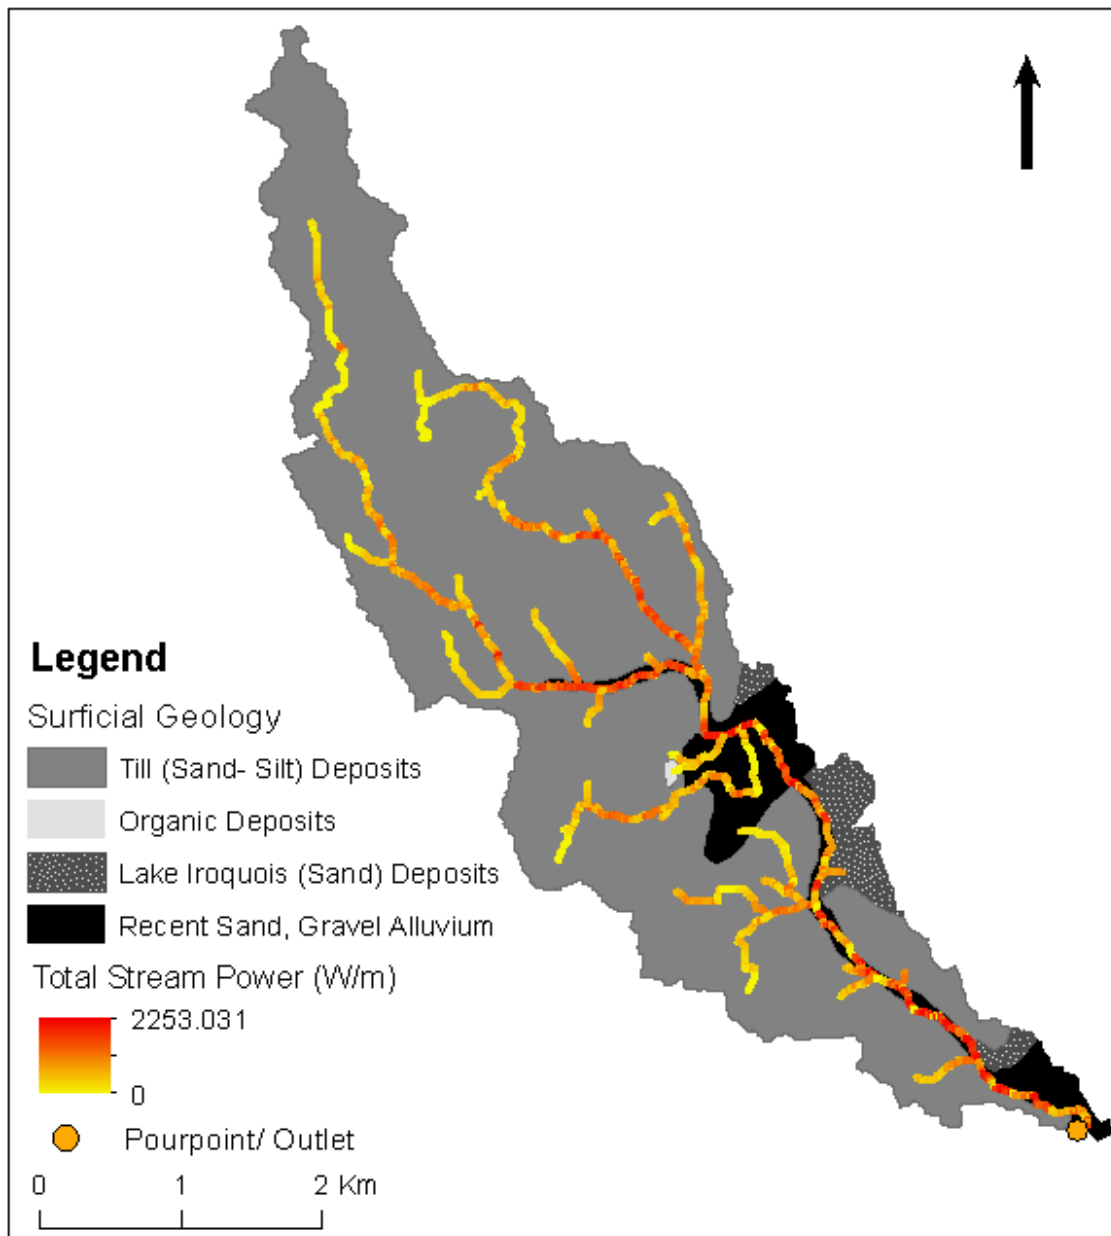 Legend
Surficial Geology
Till (Sand- Silt) Deposits
Organic Deposits
Lake Iroquois (Sand) Deposits
Recent Sand, Gravel Alluvium
Total Stream Power (W/m)
2253.031
0
Pourpoint/ Outlet
0 1 2 Km